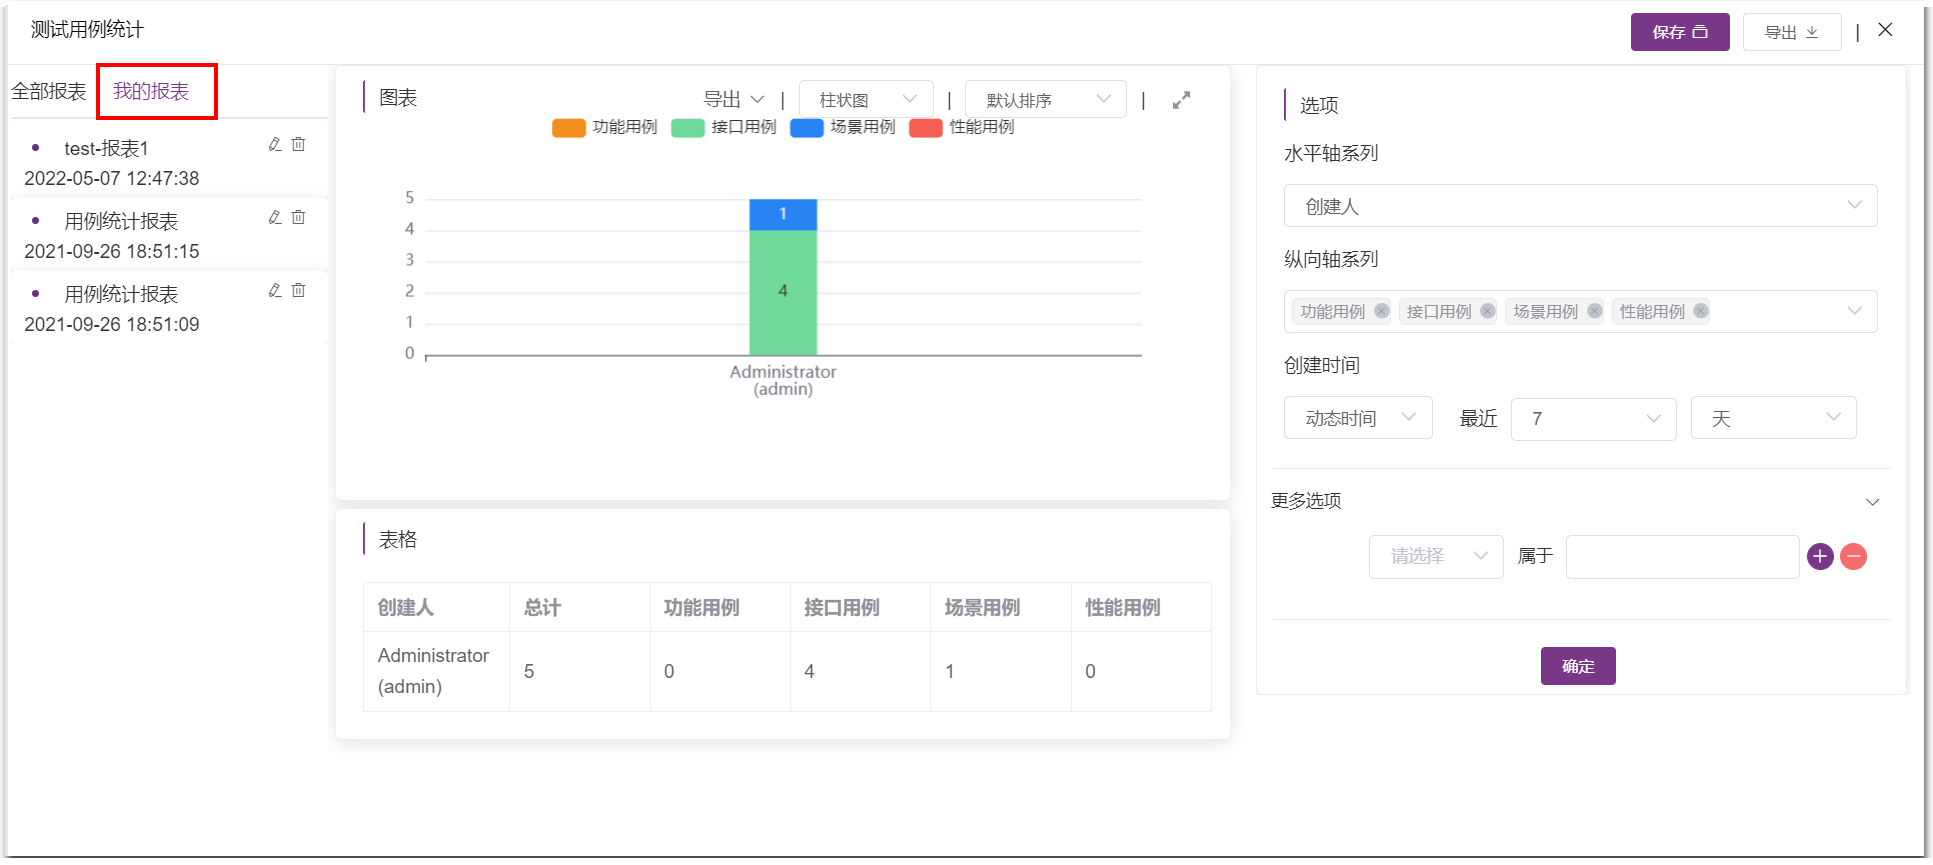 测试用例统计
保存
导出
全部报表
我的报表
test-报表1
2022-05-07 12:47:38
用例统计报表
2021-09-26 18:51:15
用例统计报表
2021-09-26 18:51:09
图表
导出
柱状图
默认排序
功能用例 接口用例 场景用例 性能用例
5
4
3
2
1
0
1
4
Administrator
(admin)
表格
创建人 总计 功能用例 接口用例 场景用例 性能用例
Administrator
(admin)
5 0 4 1 0
选项
水平轴系列
创建人
纵向轴系列
功能用例 接口用例 场景用例 性能用例
创建时间
动态时间 最近 7 天
更多选项
请选择 属于
确定